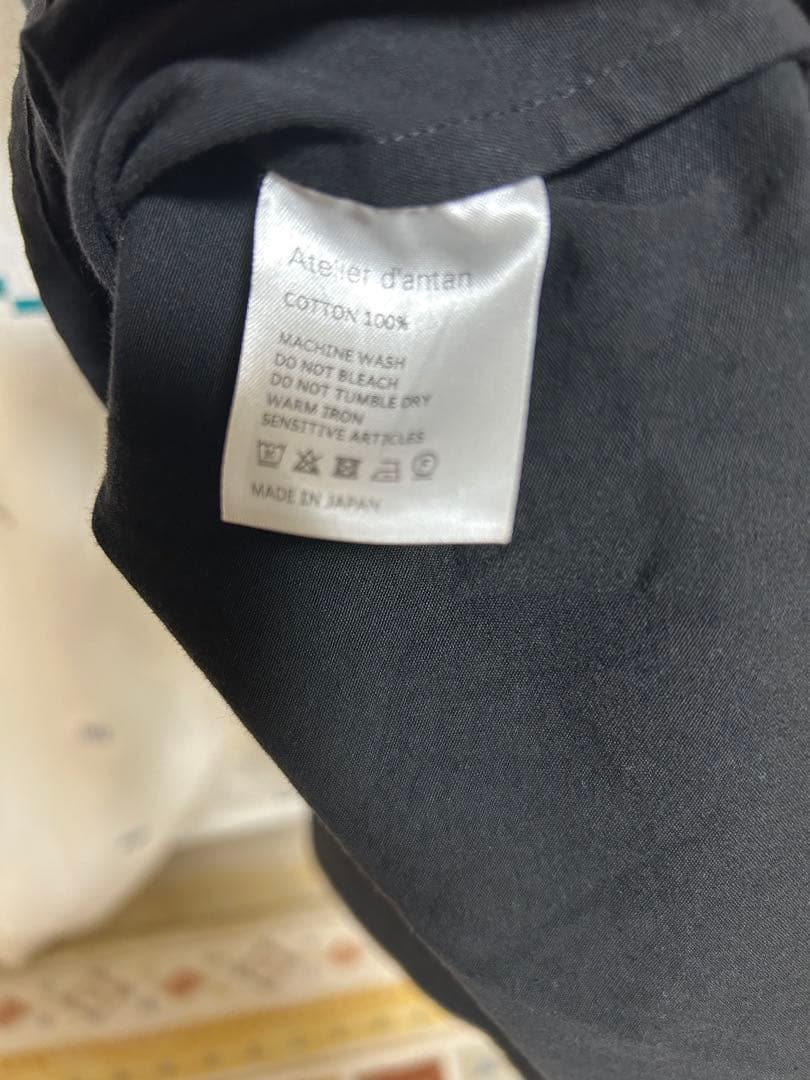 Atelier d'antan
COTTON 100%
MACHINE WASH
DO NOT BLEACH
DO NOT TUMBLE DRY
WARM IRON
SENSITIVE ARTICLES
MADE IN JAPAN